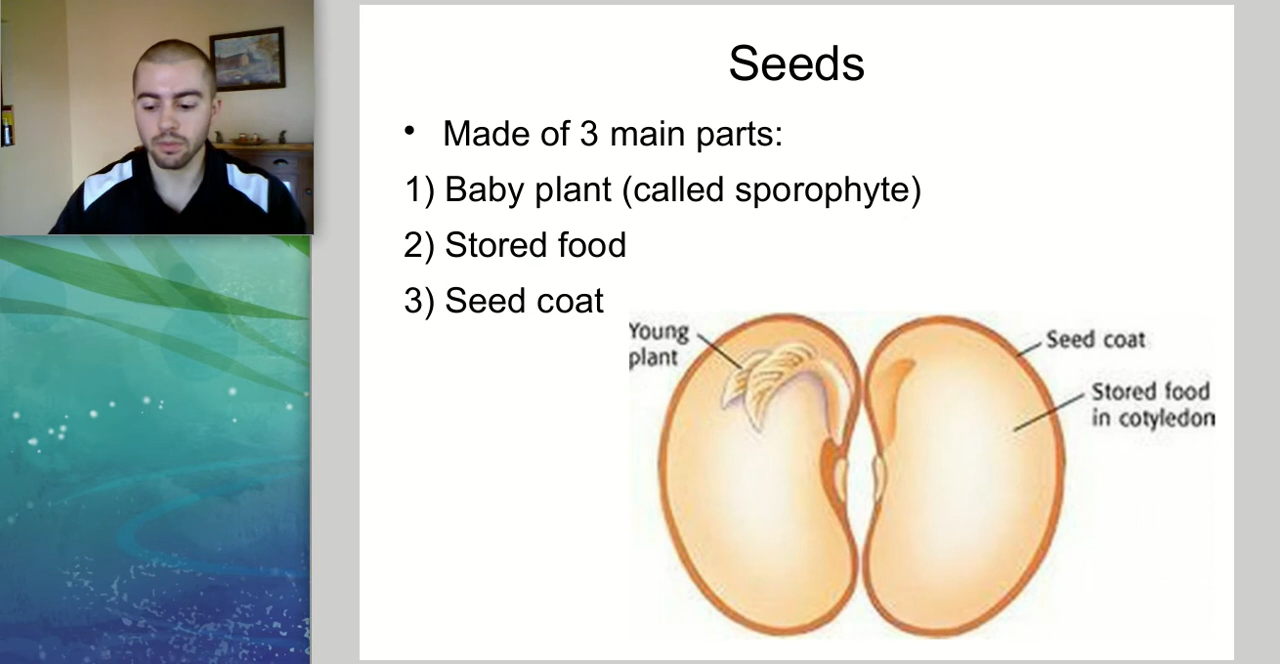 Seeds
• Made of 3 main parts:
1) Baby plant (called sporophyte)
2) Stored food
3) Seed coat
Young
plant
Seed coat
Stored food
in cotyledon